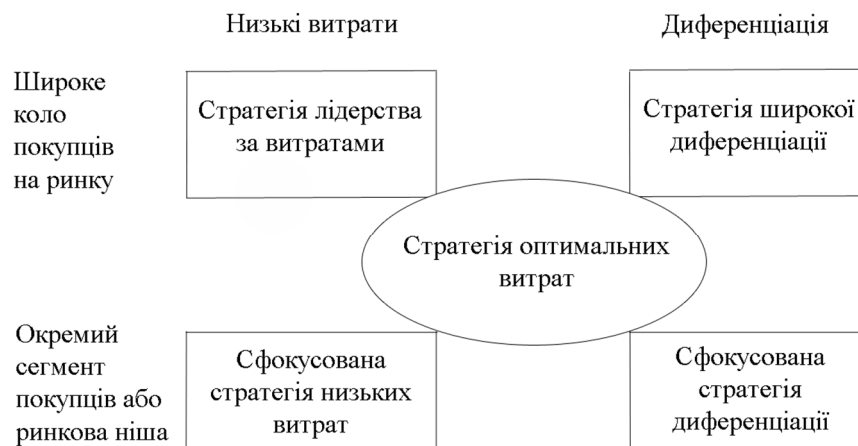 Низькі витрати
Диференціація
Широке
коло
покупців
на ринку
Стратегія лідерства
за витратами
Стратегія широкої
диференціації
Стратегія оптимальних
витрат
Окремий
сегмент
покупців або
ринкова ніша
Сфокусована
стратегія низьких
витрат
Сфокусована
стратегія
диференціації